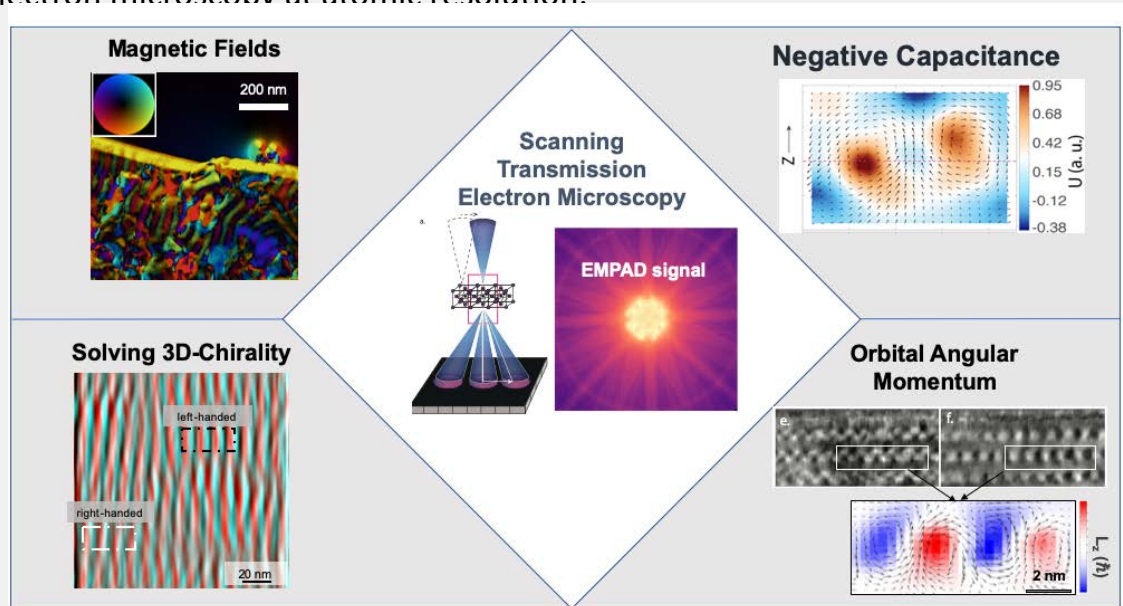 Magnetic Fields
200 nm
Negative Capacitance
0.95
0.68
0.42
0.15
-0.12
-0.38
U (a. u.)
Z
Scanning
Transmission
Electron Microscopy
a.
EMPAD signal
Solving 3D-Chirality
left-handed
right-handed
20 nm
Orbital Angular
Momentum
e.
f.
2 nm
L_z (ℏ)